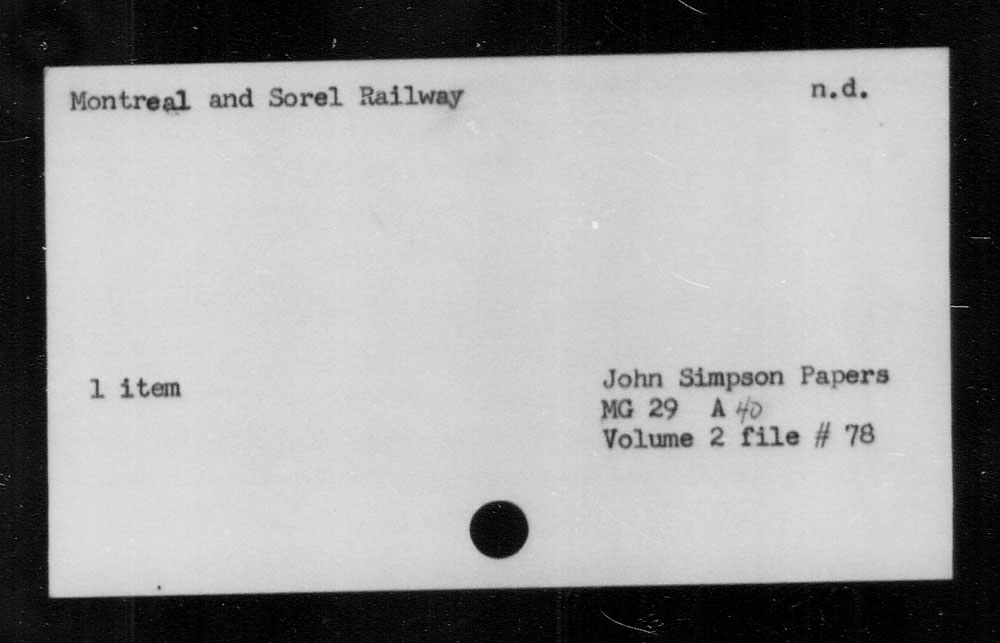 Montreal and Sorel Railway n.d.
1 item
John Simpson Papers
MG 29 A 40
Volume 2 file # 78